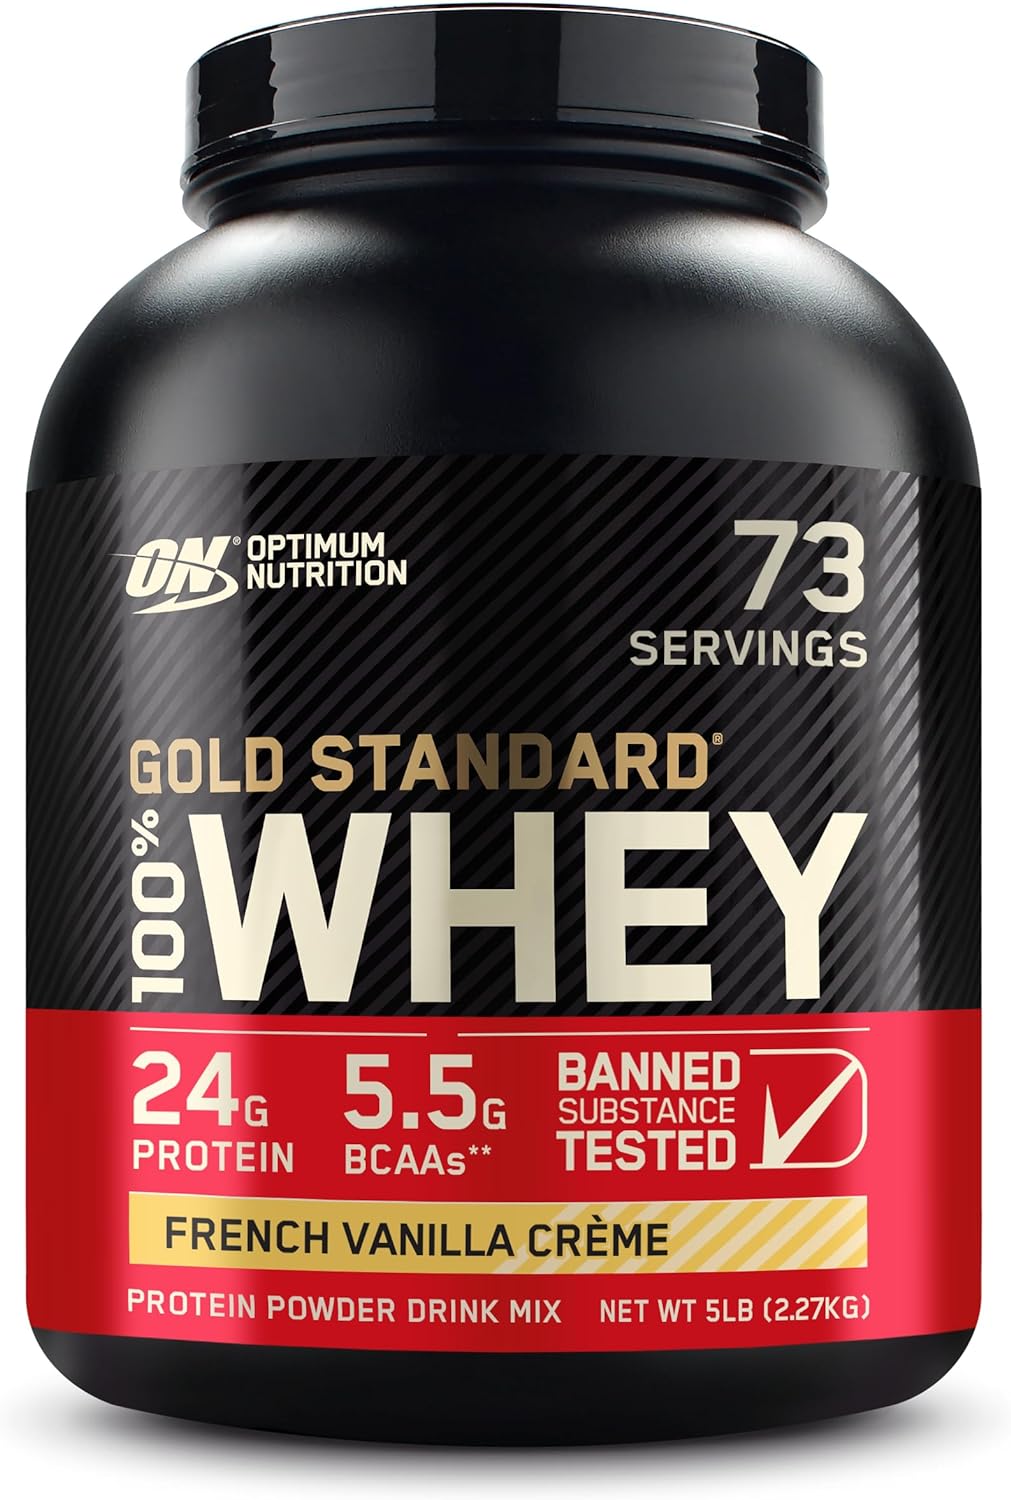 ON® OPTIMUM
NUTRITION
73
SERVINGS
GOLD STANDARD®
100% WHEY
24G
PROTEIN
5.5G
BCAAs**
BANNED
SUBSTANCE
TESTED
FRENCH VANILLA CRÈME
PROTEIN POWDER DRINK MIX NET WT 5LB (2.27KG)